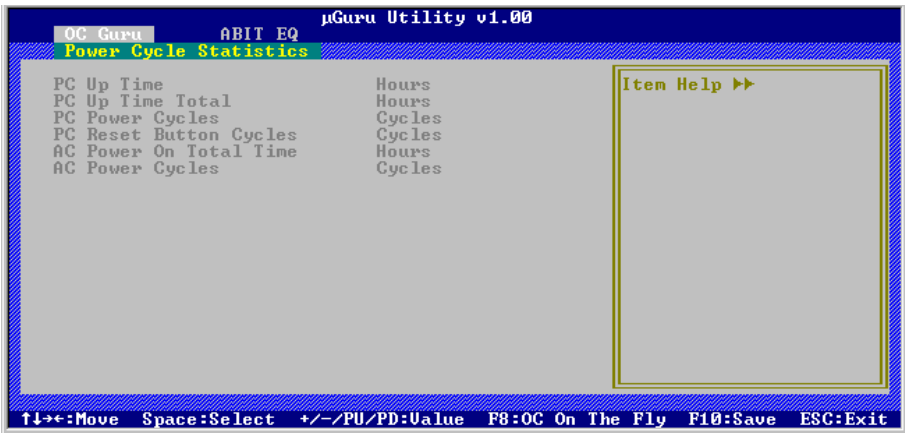 µGuru Utility v1.00
OC Guru ABIT EQ
Power Cycle Statistics
PC Up Time Hours
PC Up Time Total Hours
PC Power Cycles Cycles
PC Reset Button Cycles Cycles
AC Power On Total Time Hours
AC Power Cycles Cycles
Item Help ▶▶
↑↓→←:Move Space:Select +/-/PU/PD:Value F8:OC On The Fly F10:Save ESC:Exit